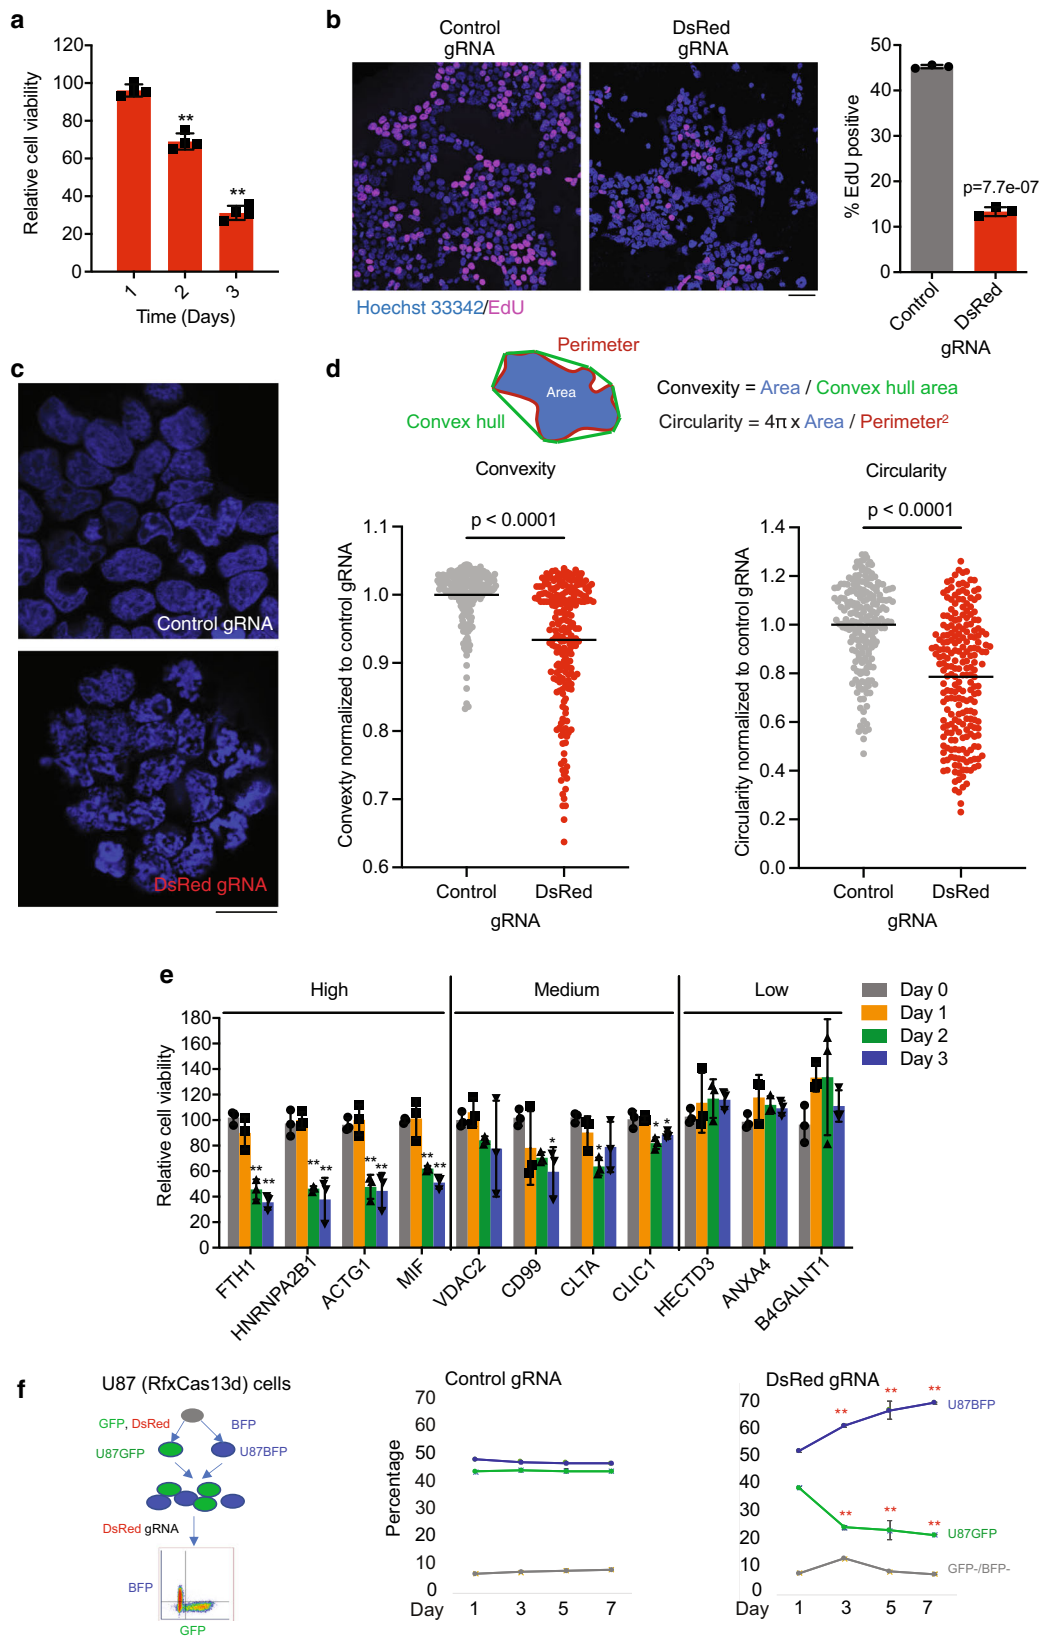 a
120
100
80
60
40
20
0
Relative cell viability
**
**
1 2 3
Time (Days)
b
Control
gRNA
DsRed
gRNA
Hoechst 33342/EdU
50
40
30
20
10
0
% EdU positive
p=7.7e-07
Control
DsRed
gRNA
c
Control gRNA
DsRed gRNA
d
Perimeter
Area
Convex hull
Convexity = Area / Convex hull area
Circularity = 4π x Area / Perimeter²
Convexity
1.1
1.0
0.9
0.8
0.7
0.6
Convexty normalized to control gRNA
p < 0.0001
Control DsRed
gRNA
Circularity
1.4
1.2
1.0
0.8
0.6
0.4
0.2
0.0
Circularity normalized to control gRNA
p < 0.0001
Control DsRed
gRNA
e
High Medium Low
Day 0
Day 1
Day 2
Day 3
180
160
140
120
100
80
60
40
20
0
Relative cell viability
** ** ** ** ** ** ** ** * * * *
FTH1
HNRNPA2B1
ACTG1
MIF
VDAC2
CD99
CLTA
CLIC1
HECTD3
ANXA4
B4GALNT1
f
U87 (RfxCas13d) cells
GFP, DsRed
BFP
U87GFP
U87BFP
DsRed gRNA
BFP
GFP
Control gRNA
70
60
50
40
30
20
10
0
Percentage
Day 1 3 5 7
DsRed gRNA
70
60
50
40
30
20
10
0
** ** **
U87BFP
** ** **
U87GFP
GFP-/BFP-
Day 1 3 5 7